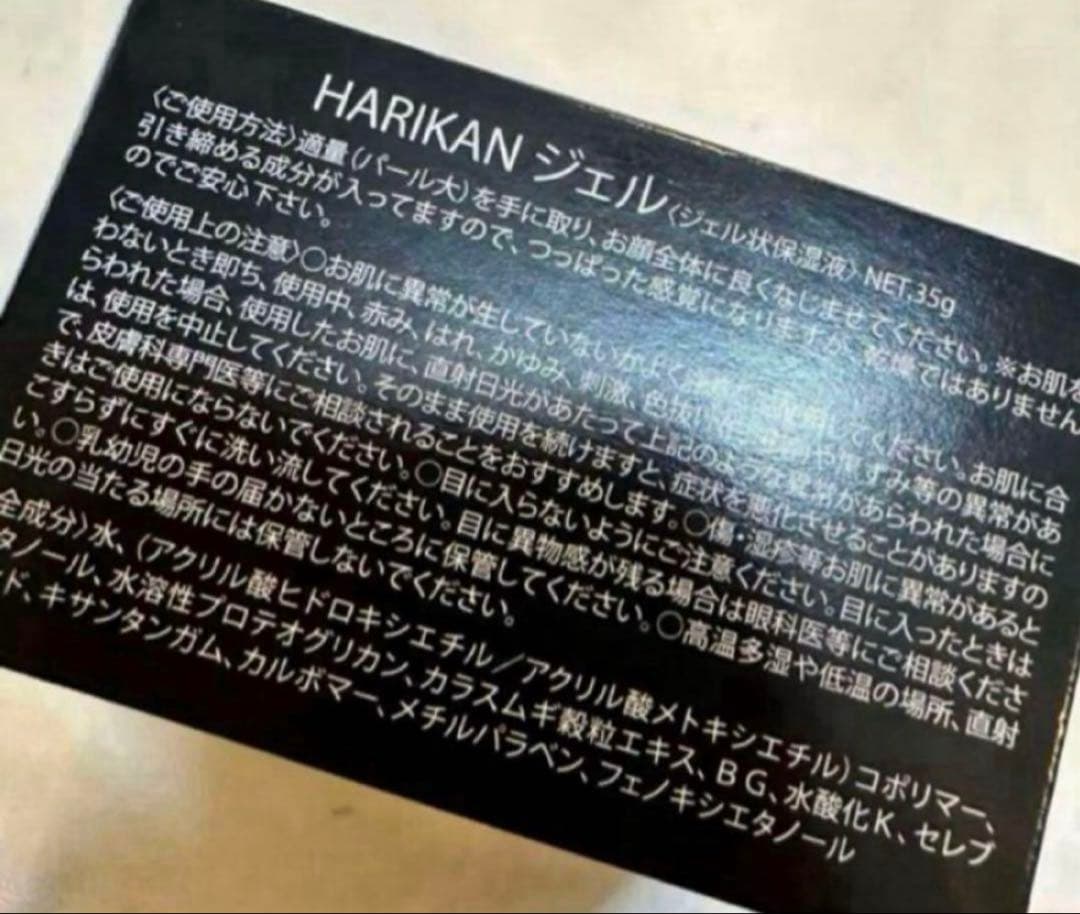 HARIKAN ジェル〈ジェル状保湿液〉NET.35g
〈ご使用方法〉適量(パール大)を手に取り、お顔全体に良くなじませてください。※お肌を
引き締める成分が入ってますので、つっぱった感覚になりますが、乾燥ではありません
のでご安心下さい。
〈ご使用上の注意〉○お肌に異常が生していないかよく してください。お肌に合
わないとき即ち、使用中、赤み、はれ、かゆみ、刺激、色抜け ずみ等の異常があ
らわれた場合、使用したお肌に、直射日光があたって上記のような異常があらわれた場合に
は、使用を中止してください。そのまま使用を続けますと、症状を悪化させることがありますの
で、皮膚科専門医等にご相談されることをおすすめします。○傷・湿疹等お肌に異常があると
きはご使用にならないでください。○目に入らないようにご注意ください。目に入ったときは
こすらずにすぐに洗い流してください。目に異物感が残る場合は眼科医等にご相談くださ
い。○乳幼児の手の届かないところに保管してください。○高温多湿や低温の場所、直射
日光の当たる場所には保管しないでください。
全成分〉水、(アクリル酸ヒドロキシエチル/アクリル酸メトキシエチル)コポリマー、
タノール、水溶性プロテオグリカン、カラスムギ穀粒エキス、BG、水酸化K、セレブ
ド、キサンタンガム、カルボマー、メチルパラベン、フェノキシエタノール